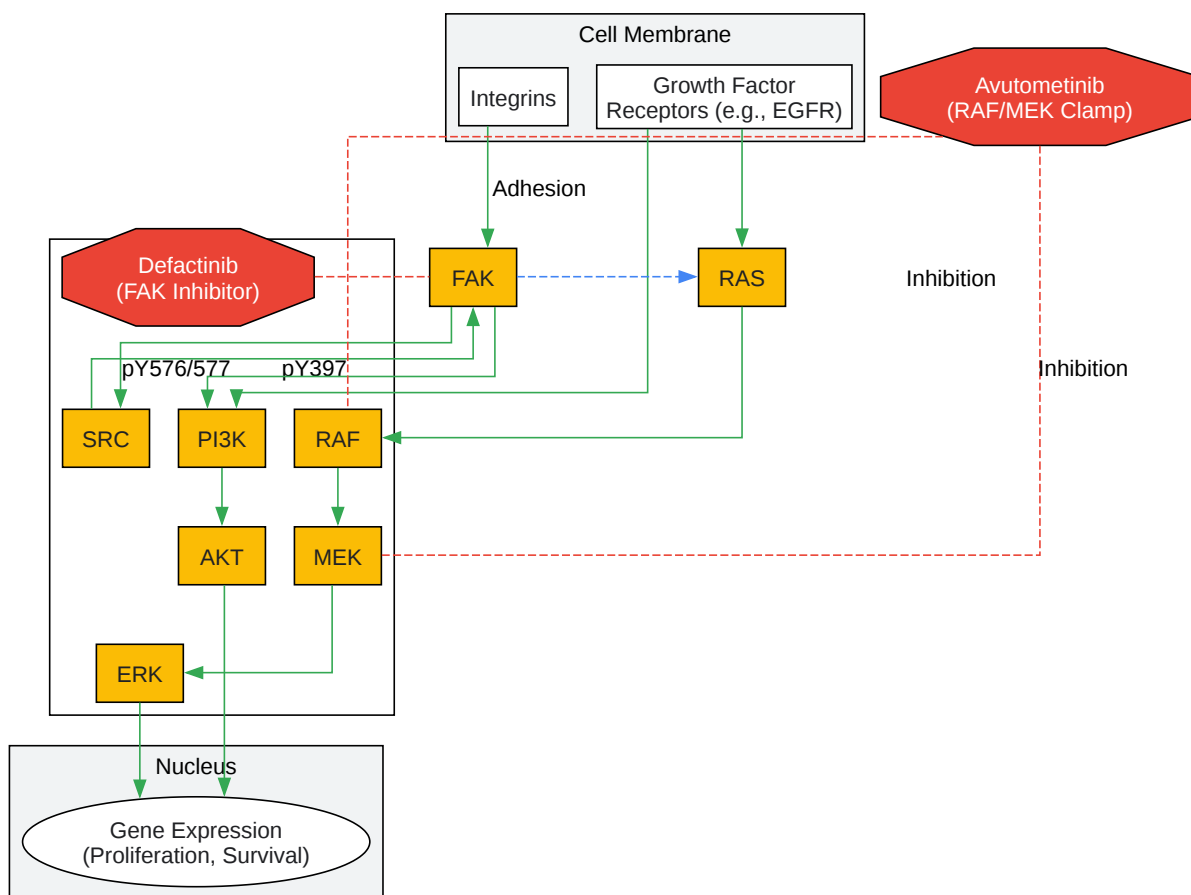 Cell Membrane
Integrins
Growth Factor
Receptors (e.g., EGFR)
Avutometinib
(RAF/MEK Clamp)
Adhesion
Defactinib
(FAK Inhibitor)
FAK
RAS
Inhibition
pY576/577
pY397
Inhibition
SRC
PI3K
RAF
AKT
MEK
ERK
Nucleus
Gene Expression
(Proliferation, Survival)